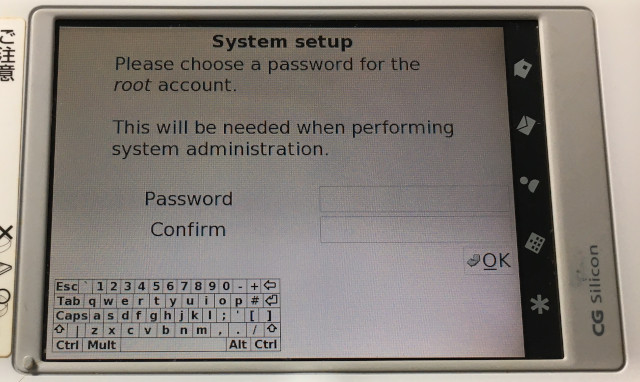 System setup
Please choose a password for the
root account.
This will be needed when performing
system administration.
Password
Confirm
OK
Esc ` 1 2 3 4 5 6 7 8 9 0 - +
Tab q w e r t y u i o p #
Caps a s d f g h j k l ; ' [ ]
| z x c v b n m , . /
Ctrl Mult Alt Ctrl
CG Silicon
ご注意